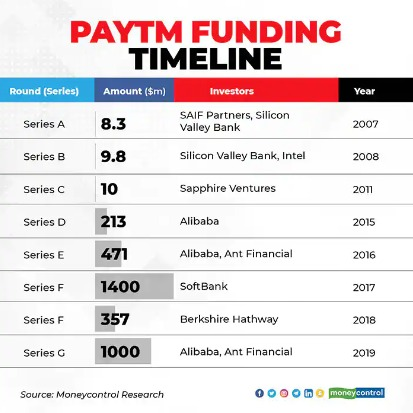 PAYTM FUNDING
TIMELINE
Round (Series) Amount ($m) Investors Year
Series A 8.3 SAIF Partners, Silicon Valley Bank 2007
Series B 9.8 Silicon Valley Bank, Intel 2008
Series C 10 Sapphire Ventures 2011
Series D 213 Alibaba 2015
Series E 471 Alibaba, Ant Financial 2016
Series F 1400 SoftBank 2017
Series F 357 Berkshire Hathway 2018
Series G 1000 Alibaba, Ant Financial 2019
Source: Moneycontrol Research
moneycontrol